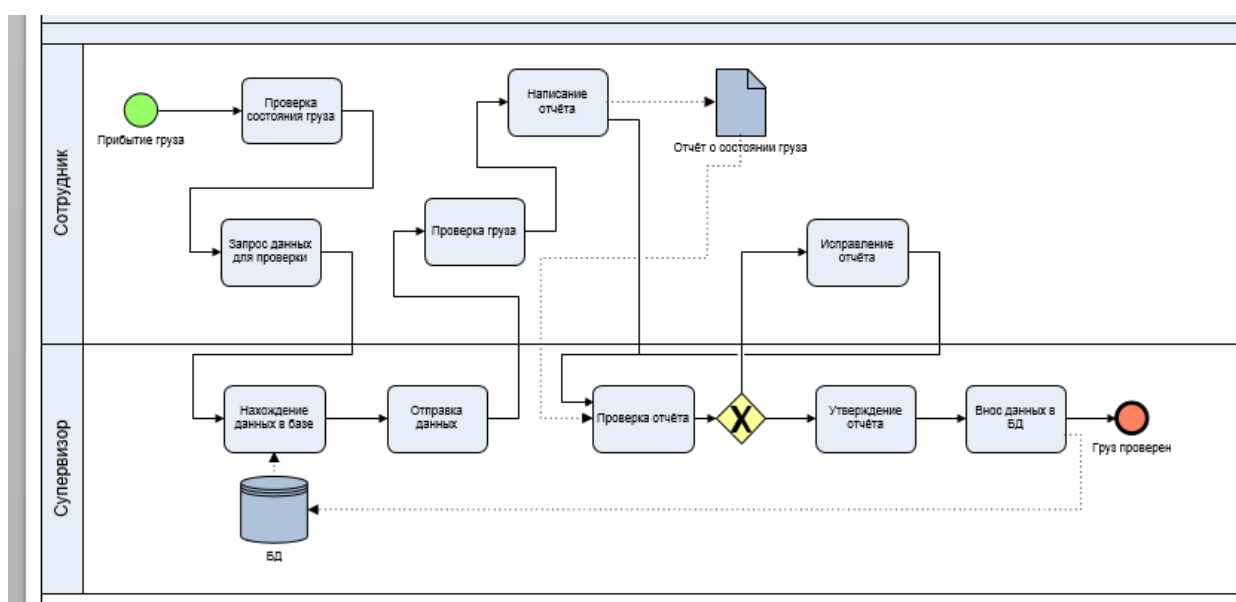 Сотрудник
Прибытие груза
Проверка
состояния груза
Запрос данных
для проверки
Проверка груза
Написание
отчёта
Отчёт о состоянии груза
Исправление
отчёта
Супервизор
Нахождение
данных в базе
БД
Отправка
данных
Проверка отчёта
X
Утверждение
отчёта
Внос данных в
БД
Груз проверен